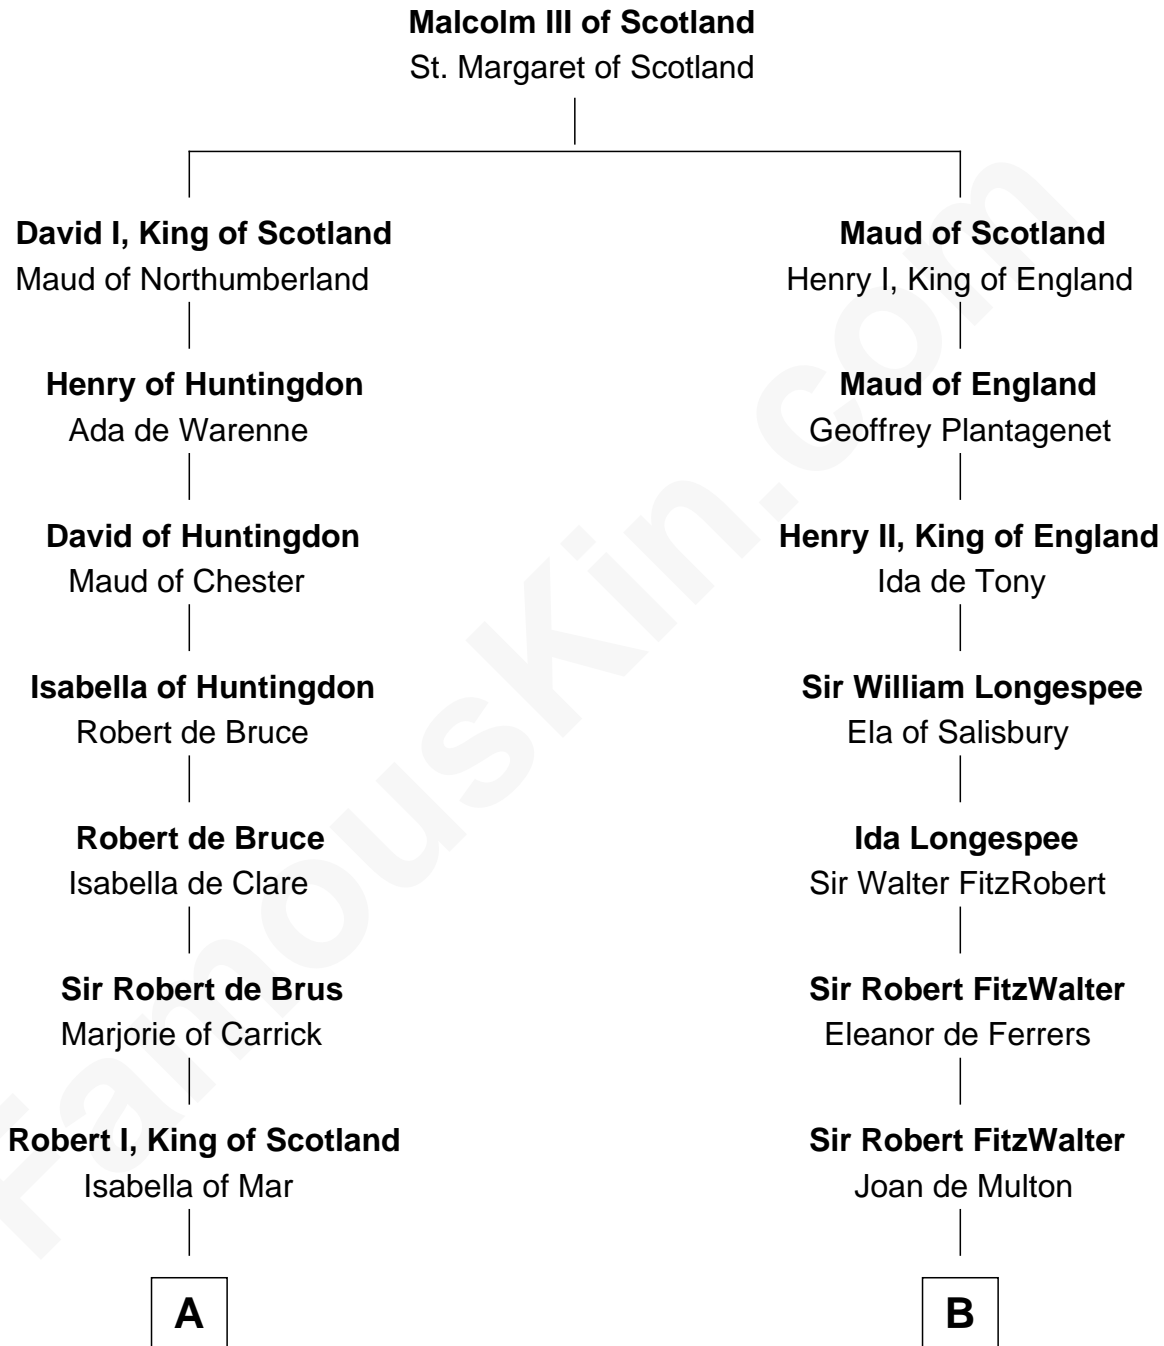 Malcolm III of Scotland
St. Margaret of Scotland
David I, King of Scotland
Maud of Northumberland
Maud of Scotland
Henry I, King of England
Henry of Huntingdon
Ada de Warenne
Maud of England
Geoffrey Plantagenet
David of Huntingdon
Maud of Chester
Henry II, King of England
Ida de Tony
Isabella of Huntingdon
Robert de Bruce
Sir William Longespee
Ela of Salisbury
Robert de Bruce
Isabella de Clare
Ida Longespee
Sir Walter FitzRobert
Sir Robert de Brus
Marjorie of Carrick
Sir Robert FitzWalter
Eleanor de Ferrers
Robert I, King of Scotland
Isabella of Mar
Sir Robert FitzWalter
Joan de Multon
A
B
FamousKin.com